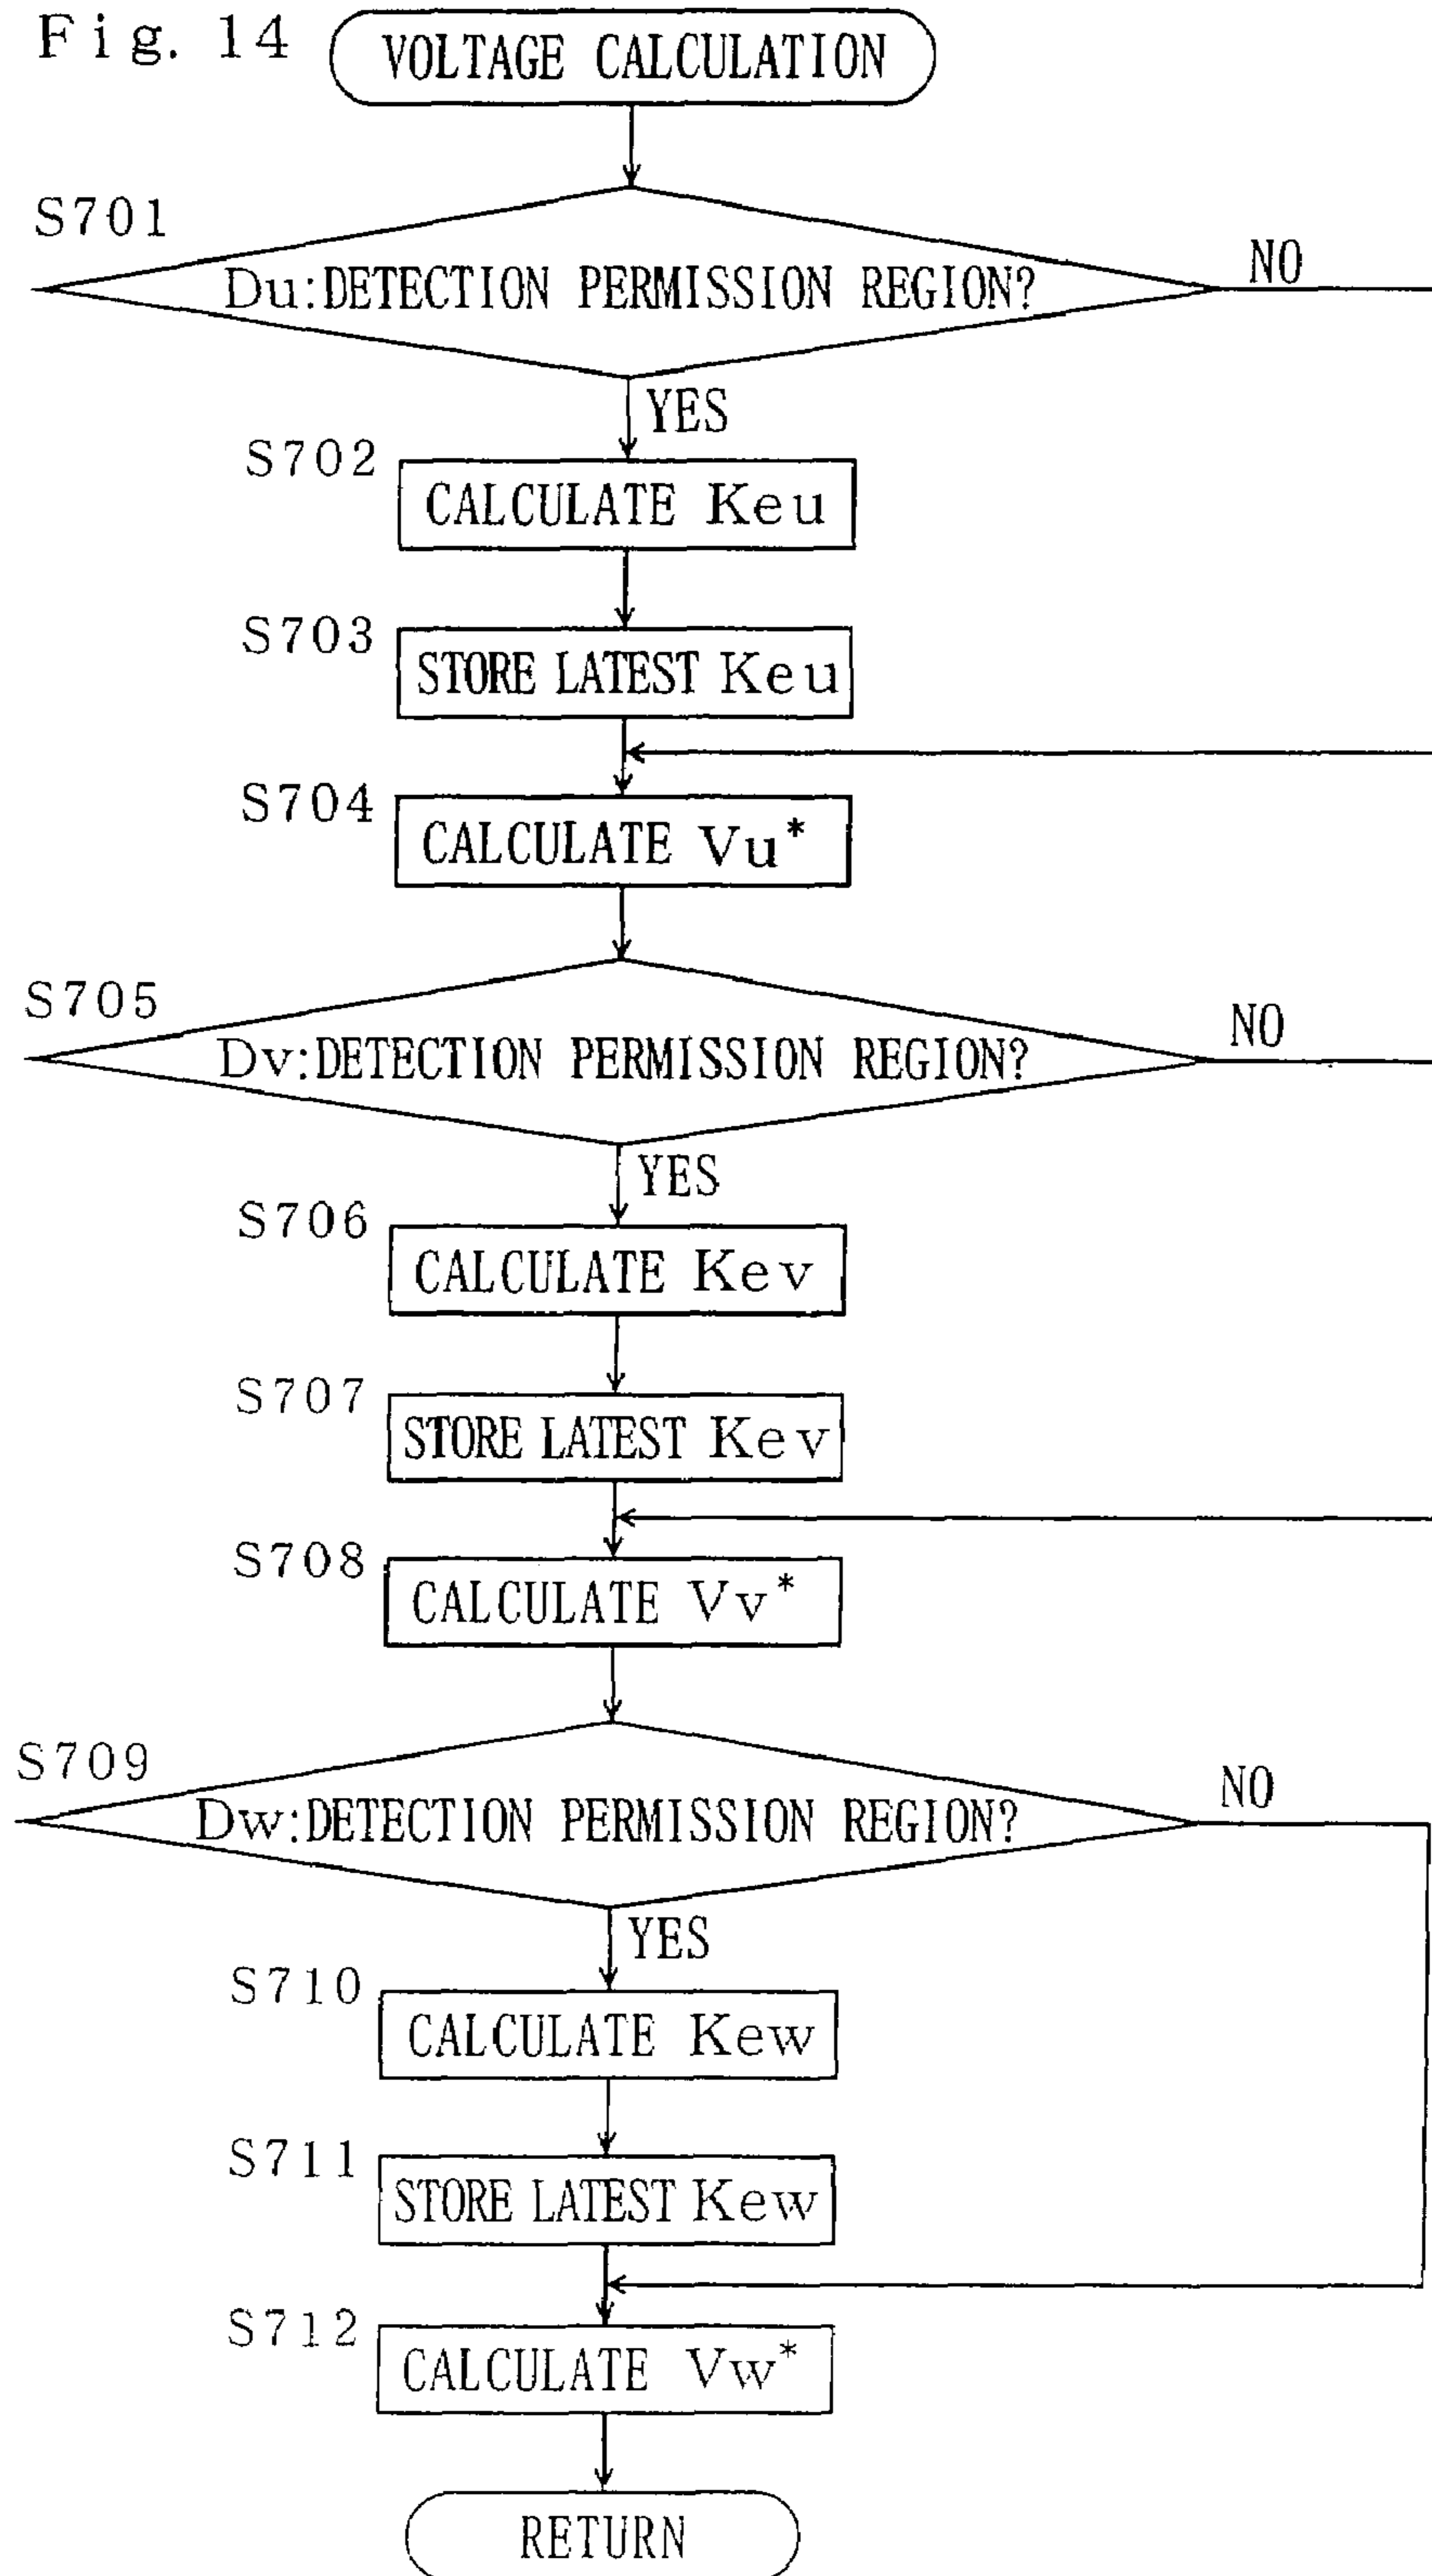 Fig. 14
VOLTAGE CALCULATION
S701
Du:DETECTION PERMISSION REGION?
NO
YES
S702
CALCULATE Keu
S703
STORE LATEST Keu
S704
CALCULATE Vu*
S705
Dv:DETECTION PERMISSION REGION?
NO
YES
S706
CALCULATE Kev
S707
STORE LATEST Kev
S708
CALCULATE Vv*
S709
Dw:DETECTION PERMISSION REGION?
NO
YES
S710
CALCULATE Kew
S711
STORE LATEST Kew
S712
CALCULATE Vw*
RETURN